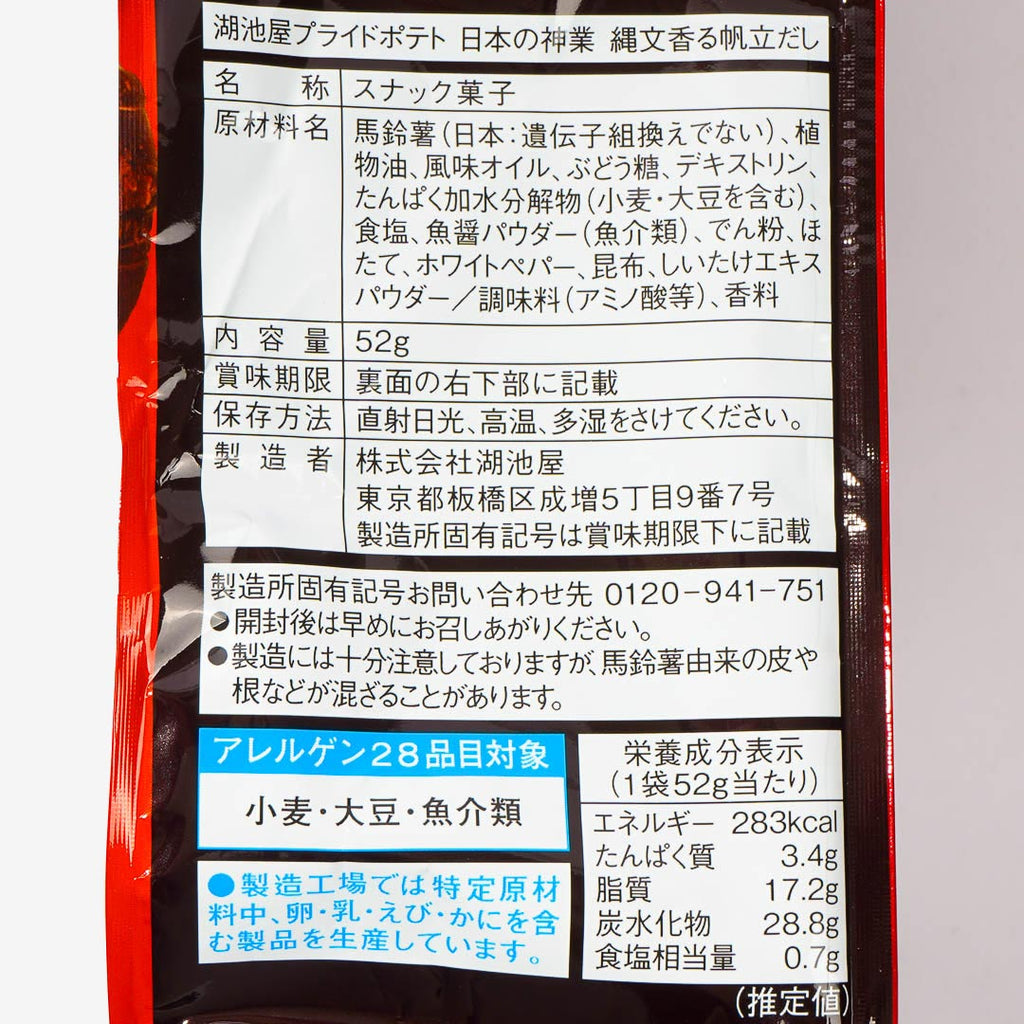 湖池屋プライドポテト 日本の神業 縄文香る帆立だし
名称 スナック菓子
原材料名 馬鈴薯(日本:遺伝子組換えでない)、植
物油、風味オイル、ぶどう糖、デキストリン、
たんぱく加水分解物(小麦・大豆を含む)、
食塩、魚醤パウダー(魚介類)、でん粉、ほ
たて、ホワイトペパー、昆布、しいたけエキス
パウダー/調味料(アミノ酸等)、香料
内容量 52g
賞味期限 裏面の右下部に記載
保存方法 直射日光、高温、多湿をさけてください。
製造者 株式会社湖池屋
東京都板橋区成増5丁目9番7号
製造所固有記号は賞味期限下に記載
製造所固有記号お問い合わせ先 0120-941-751
●開封後は早めにお召しあがりください。
●製造には十分注意しておりますが、馬鈴薯由来の皮や
根などが混ざることがあります。
アレルゲン28品目対象
小麦・大豆・魚介類
●製造工場では特定原材
料中、卵・乳・えび・かにを含
む製品を生産しています。
栄養成分表示
(1袋52g当たり)
エネルギー 283kcal
たんぱく質 3.4g
脂質 17.2g
炭水化物 28.8g
食塩相当量 0.7g
(推定値)